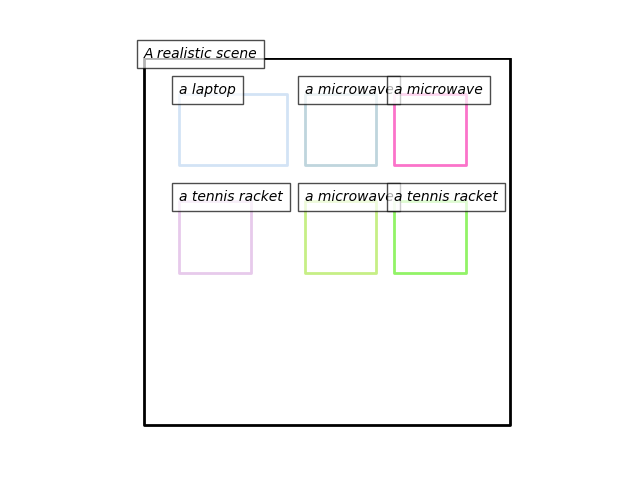 A realistic scene
a laptop
a microwave
a microwave
a tennis racket
a microwave
a tennis racket